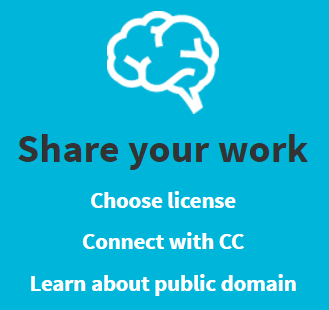 Share your work
Choose license
Connect with CC
Learn about public domain